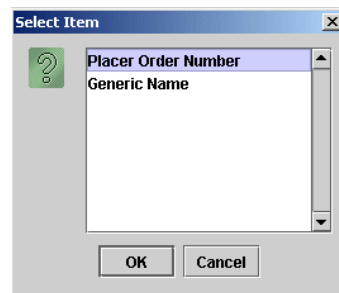 Select Item
Placer Order Number
Generic Name
OK
Cancel